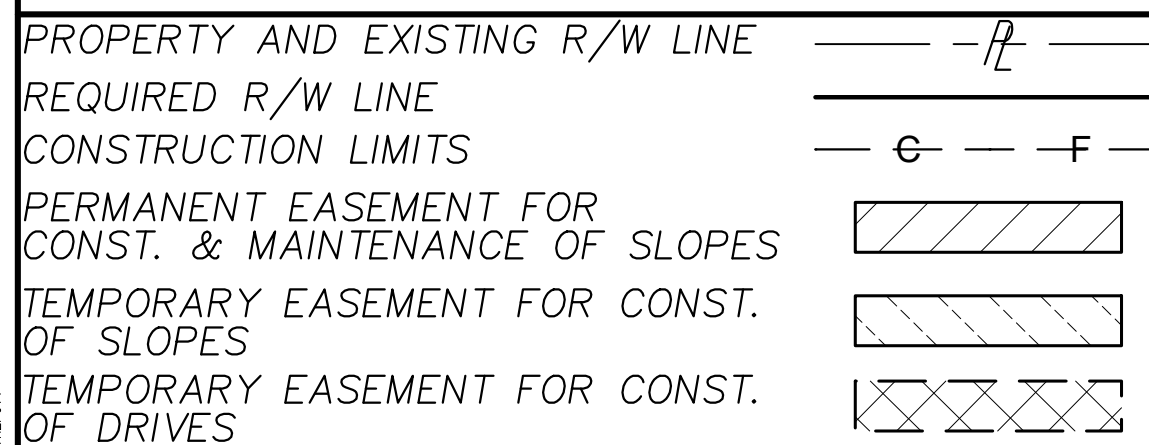 PROPERTY AND EXISTING R/W LINE PL
REQUIRED R/W LINE
CONSTRUCTION LIMITS C F
PERMANENT EASEMENT FOR
CONST. & MAINTENANCE OF SLOPES
TEMPORARY EASEMENT FOR CONST.
OF SLOPES
TEMPORARY EASEMENT FOR CONST.
OF DRIVES